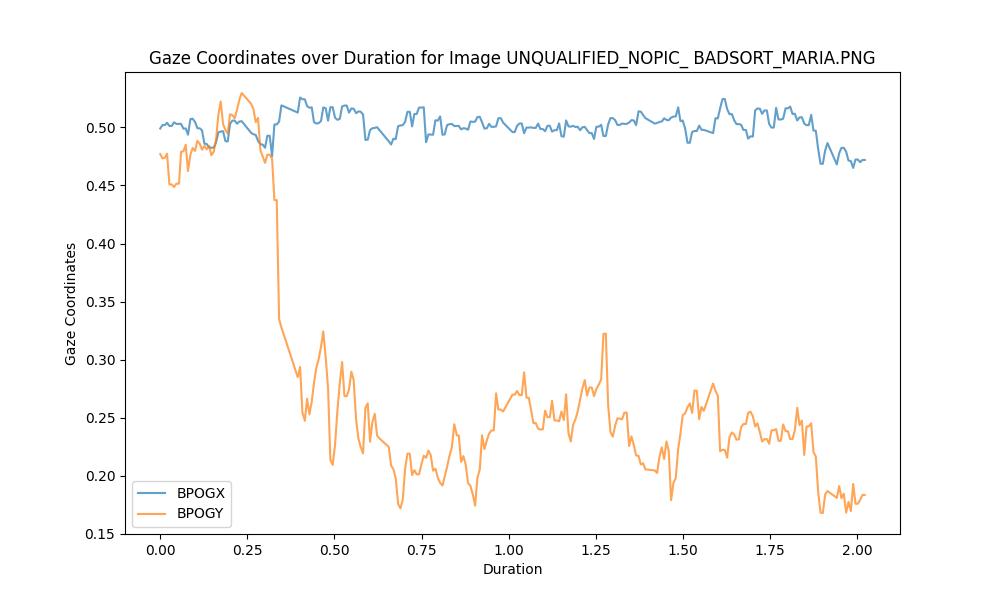 Gaze Coordinates over Duration for Image UNQUALIFIED_NOPIC_ BADSORT_MARIA.PNG
Gaze Coordinates
0.50
0.45
0.40
0.35
0.30
0.25
0.20
0.15
BPOGX
BPOGY
0.00 0.25 0.50 0.75 1.00 1.25 1.50 1.75 2.00
Duration